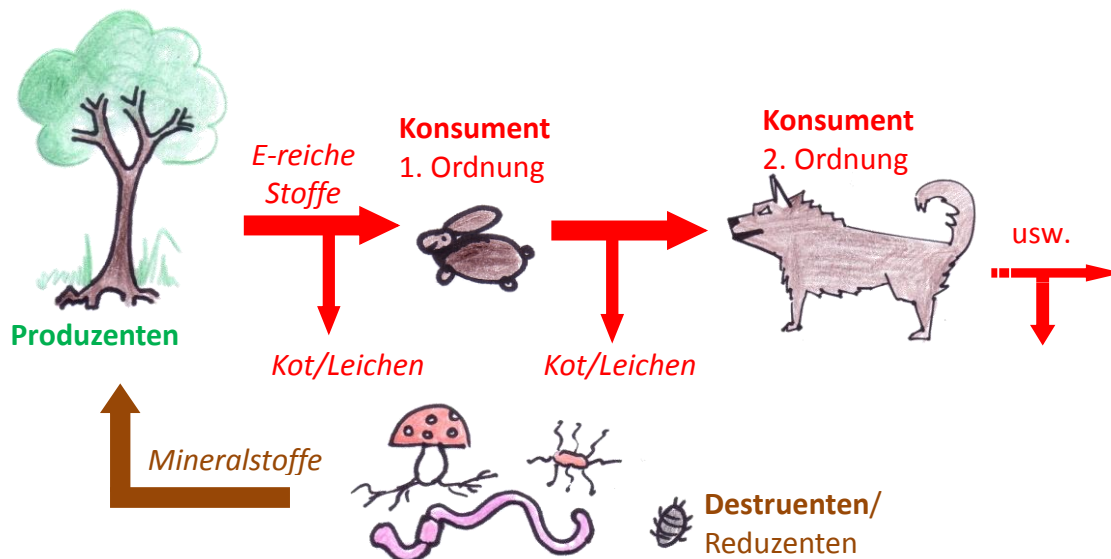 E-reiche
Stoffe
Konsument
1. Ordnung
Konsument
2. Ordnung
usw.
Produzenten
Kot/Leichen
Kot/Leichen
Mineralstoffe
Destruenten/
Reduzenten